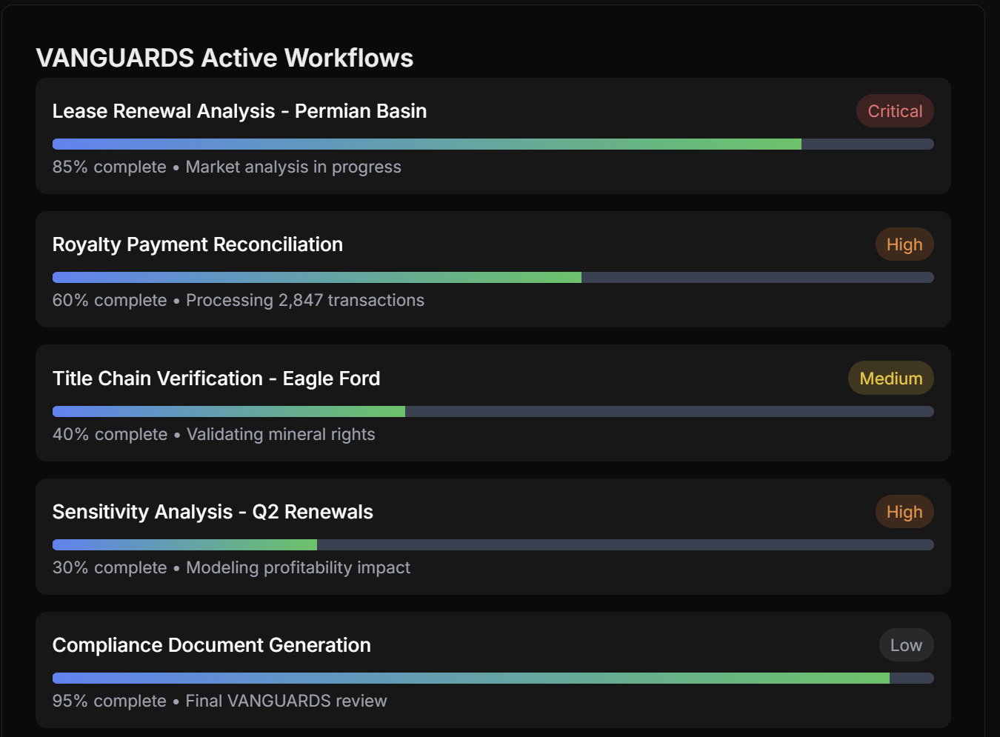 VANGUARDS Active Workflows
Lease Renewal Analysis - Permian Basin
Critical
85% complete • Market analysis in progress
Royalty Payment Reconciliation
High
60% complete • Processing 2,847 transactions
Title Chain Verification - Eagle Ford
Medium
40% complete • Validating mineral rights
Sensitivity Analysis - Q2 Renewals
High
30% complete • Modeling profitability impact
Compliance Document Generation
Low
95% complete • Final VANGUARDS review